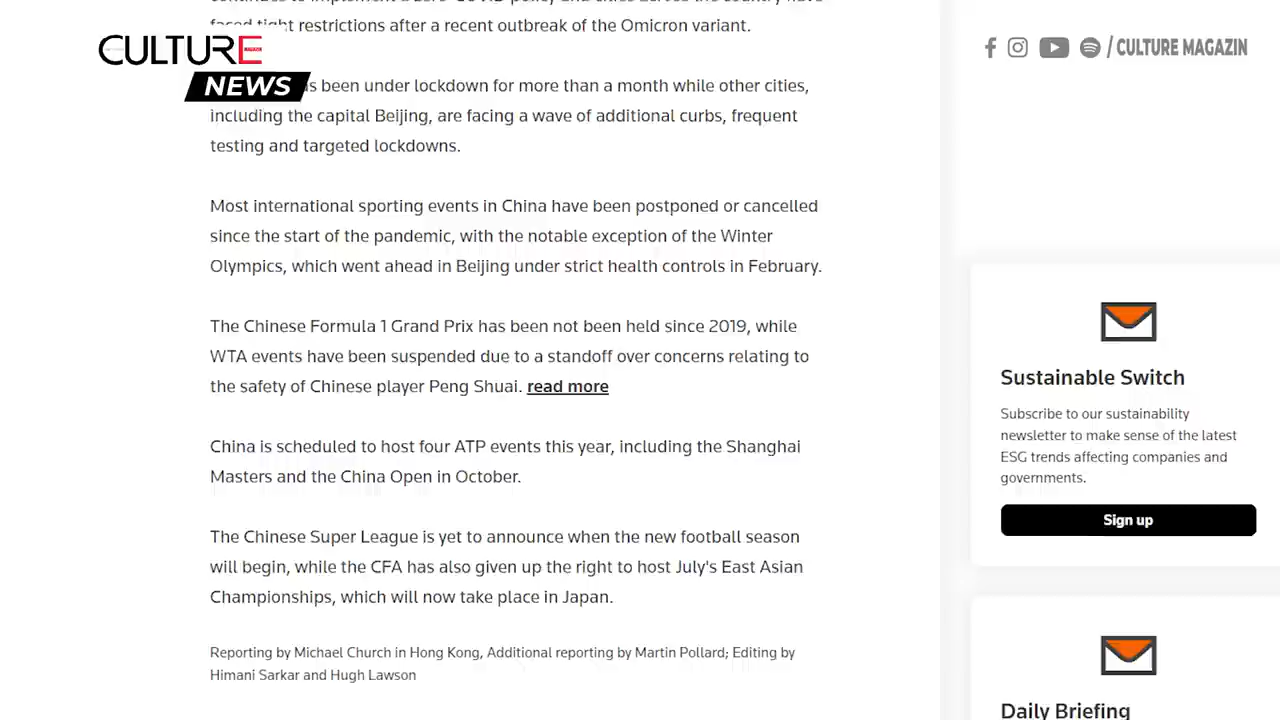 faced tight restrictions after a recent outbreak of the Omicron variant.
CULTURE
NEWS
/ CULTURE MAGAZIN
s been under lockdown for more than a month while other cities,
including the capital Beijing, are facing a wave of additional curbs, frequent
testing and targeted lockdowns.
Most international sporting events in China have been postponed or cancelled
since the start of the pandemic, with the notable exception of the Winter
Olympics, which went ahead in Beijing under strict health controls in February.
The Chinese Formula 1 Grand Prix has been not been held since 2019, while
WTA events have been suspended due to a standoff over concerns relating to
the safety of Chinese player Peng Shuai. read more
China is scheduled to host four ATP events this year, including the Shanghai
Masters and the China Open in October.
The Chinese Super League is yet to announce when the new football season
will begin, while the CFA has also given up the right to host July's East Asian
Championships, which will now take place in Japan.
Reporting by Michael Church in Hong Kong, Additional reporting by Martin Pollard; Editing by
Himani Sarkar and Hugh Lawson
Sustainable Switch
Subscribe to our sustainability
newsletter to make sense of the latest
ESG trends affecting companies and
governments.
Sign up
Daily Briefing